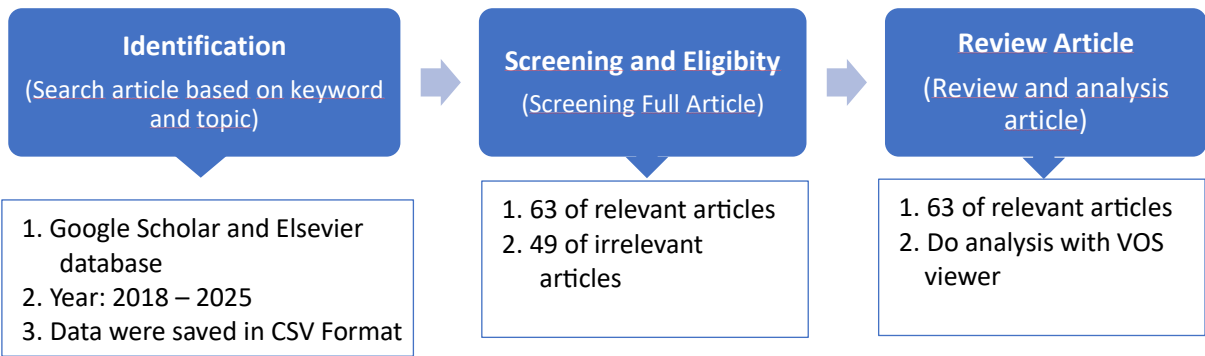 Identification
(Search article based on keyword
and topic)
Screening and Eligibity
(Screening Full Article)
Review Article
(Review and analysis
article)
1. Google Scholar and Elsevier
database
2. Year: 2018 – 2025
3. Data were saved in CSV Format
1. 63 of relevant articles
2. 49 of irrelevant
articles
1. 63 of relevant articles
2. Do analysis with VOS
viewer